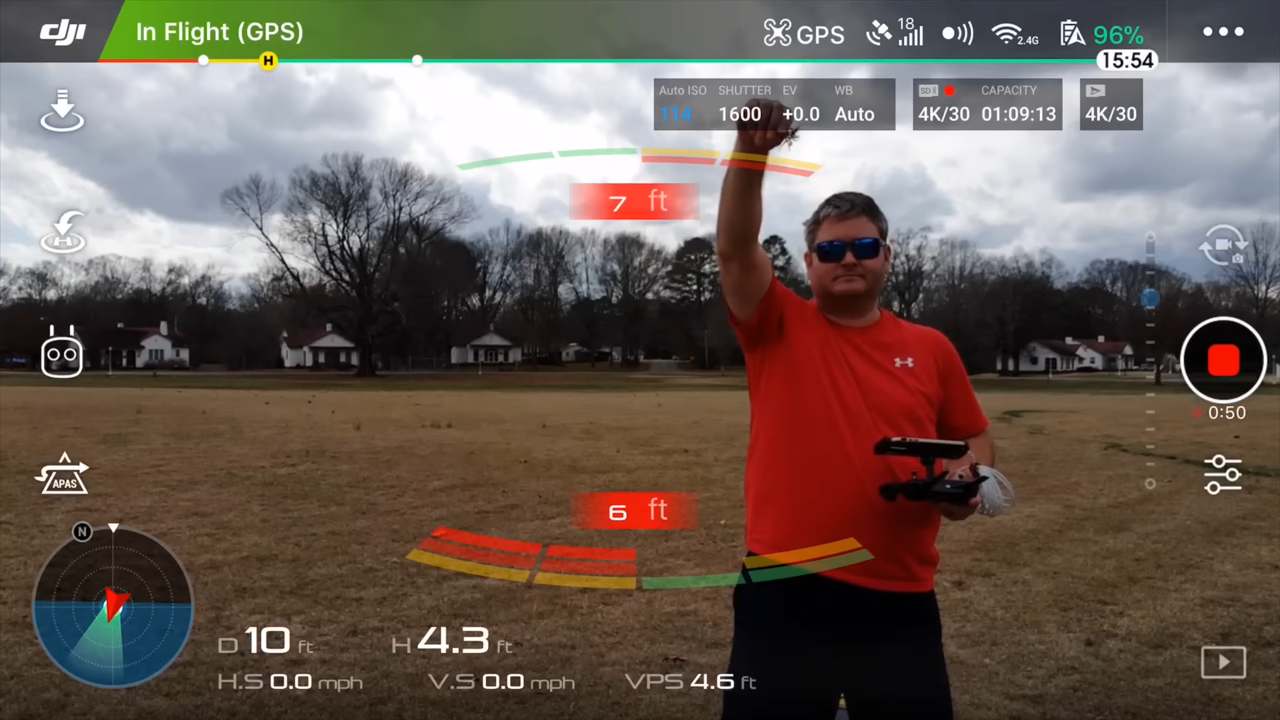 dji In Flight (GPS) GPS 18 2.4G 96%
H 15:54
Auto ISO SHUTTER EV WB SD CAPACITY
114 1600 +0.0 Auto 4K/30 01:09:13 4K/30
7 ft
H
0:50
APAS
6 ft
N
D 10 ft H 4.3 ft
H.S 0.0 mph V.S 0.0 mph VPS 4.6 ft